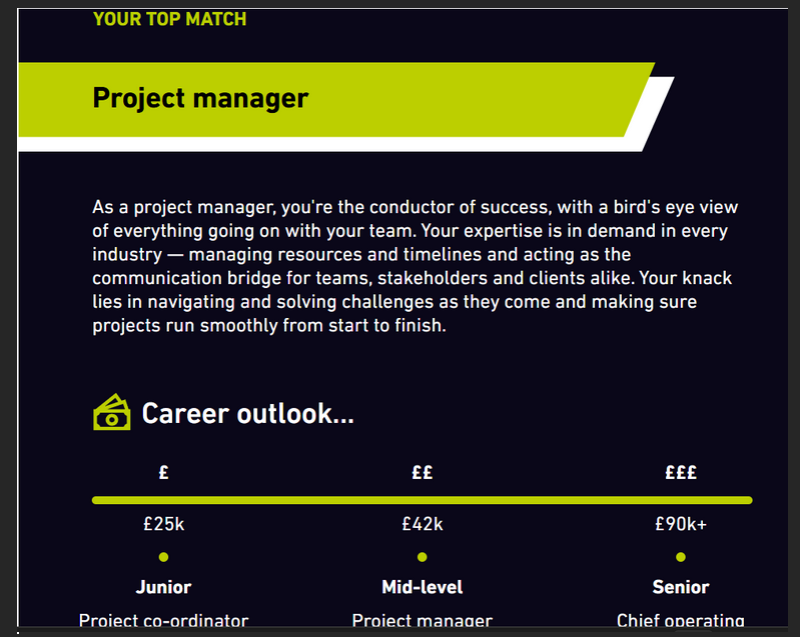 YOUR TOP MATCH
Project manager
As a project manager, you're the conductor of success, with a bird's eye view
of everything going on with your team. Your expertise is in demand in every
industry — managing resources and timelines and acting as the
communication bridge for teams, stakeholders and clients alike. Your knack
lies in navigating and solving challenges as they come and making sure
projects run smoothly from start to finish.
Career outlook...
£ ££ £££
£25k £42k £90k+
Junior Mid-level Senior
Project co-ordinator Project manager Chief operating